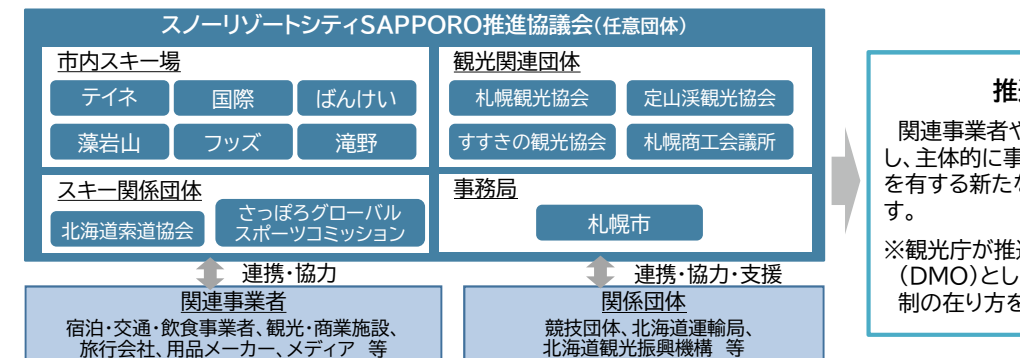 スノーリゾートシティSAPPORO推進協議会(任意団体)
市内スキー場
テイネ
国際
ばんけい
藻岩山
フッズ
滝野
観光関連団体
札幌観光協会
定山渓観光協会
すすきの観光協会
札幌商工会議所
スキー関係団体
北海道索道協会
さっぽろグローバル
スポーツコミッション
事務局
札幌市
連携・協力
連携・協力・支援
関連事業者
宿泊・交通・飲食事業者、観光・商業施設、
旅行会社、用品メーカー、メディア 等
関係団体
競技団体、北海道運輸局、
北海道観光振興機構 等
推
関連事業者や
し、主体的に事
を有する新たな
す。
※観光庁が推進
(DMO)とし
制の在り方を